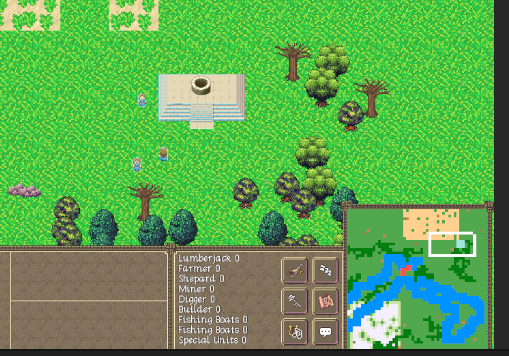 Lumberjack 0
Farmer 0
Shepard 0
Miner 0
Digger 0
Builder 0
Fishing Boats 0
Fishing Boats 0
Special Units 0